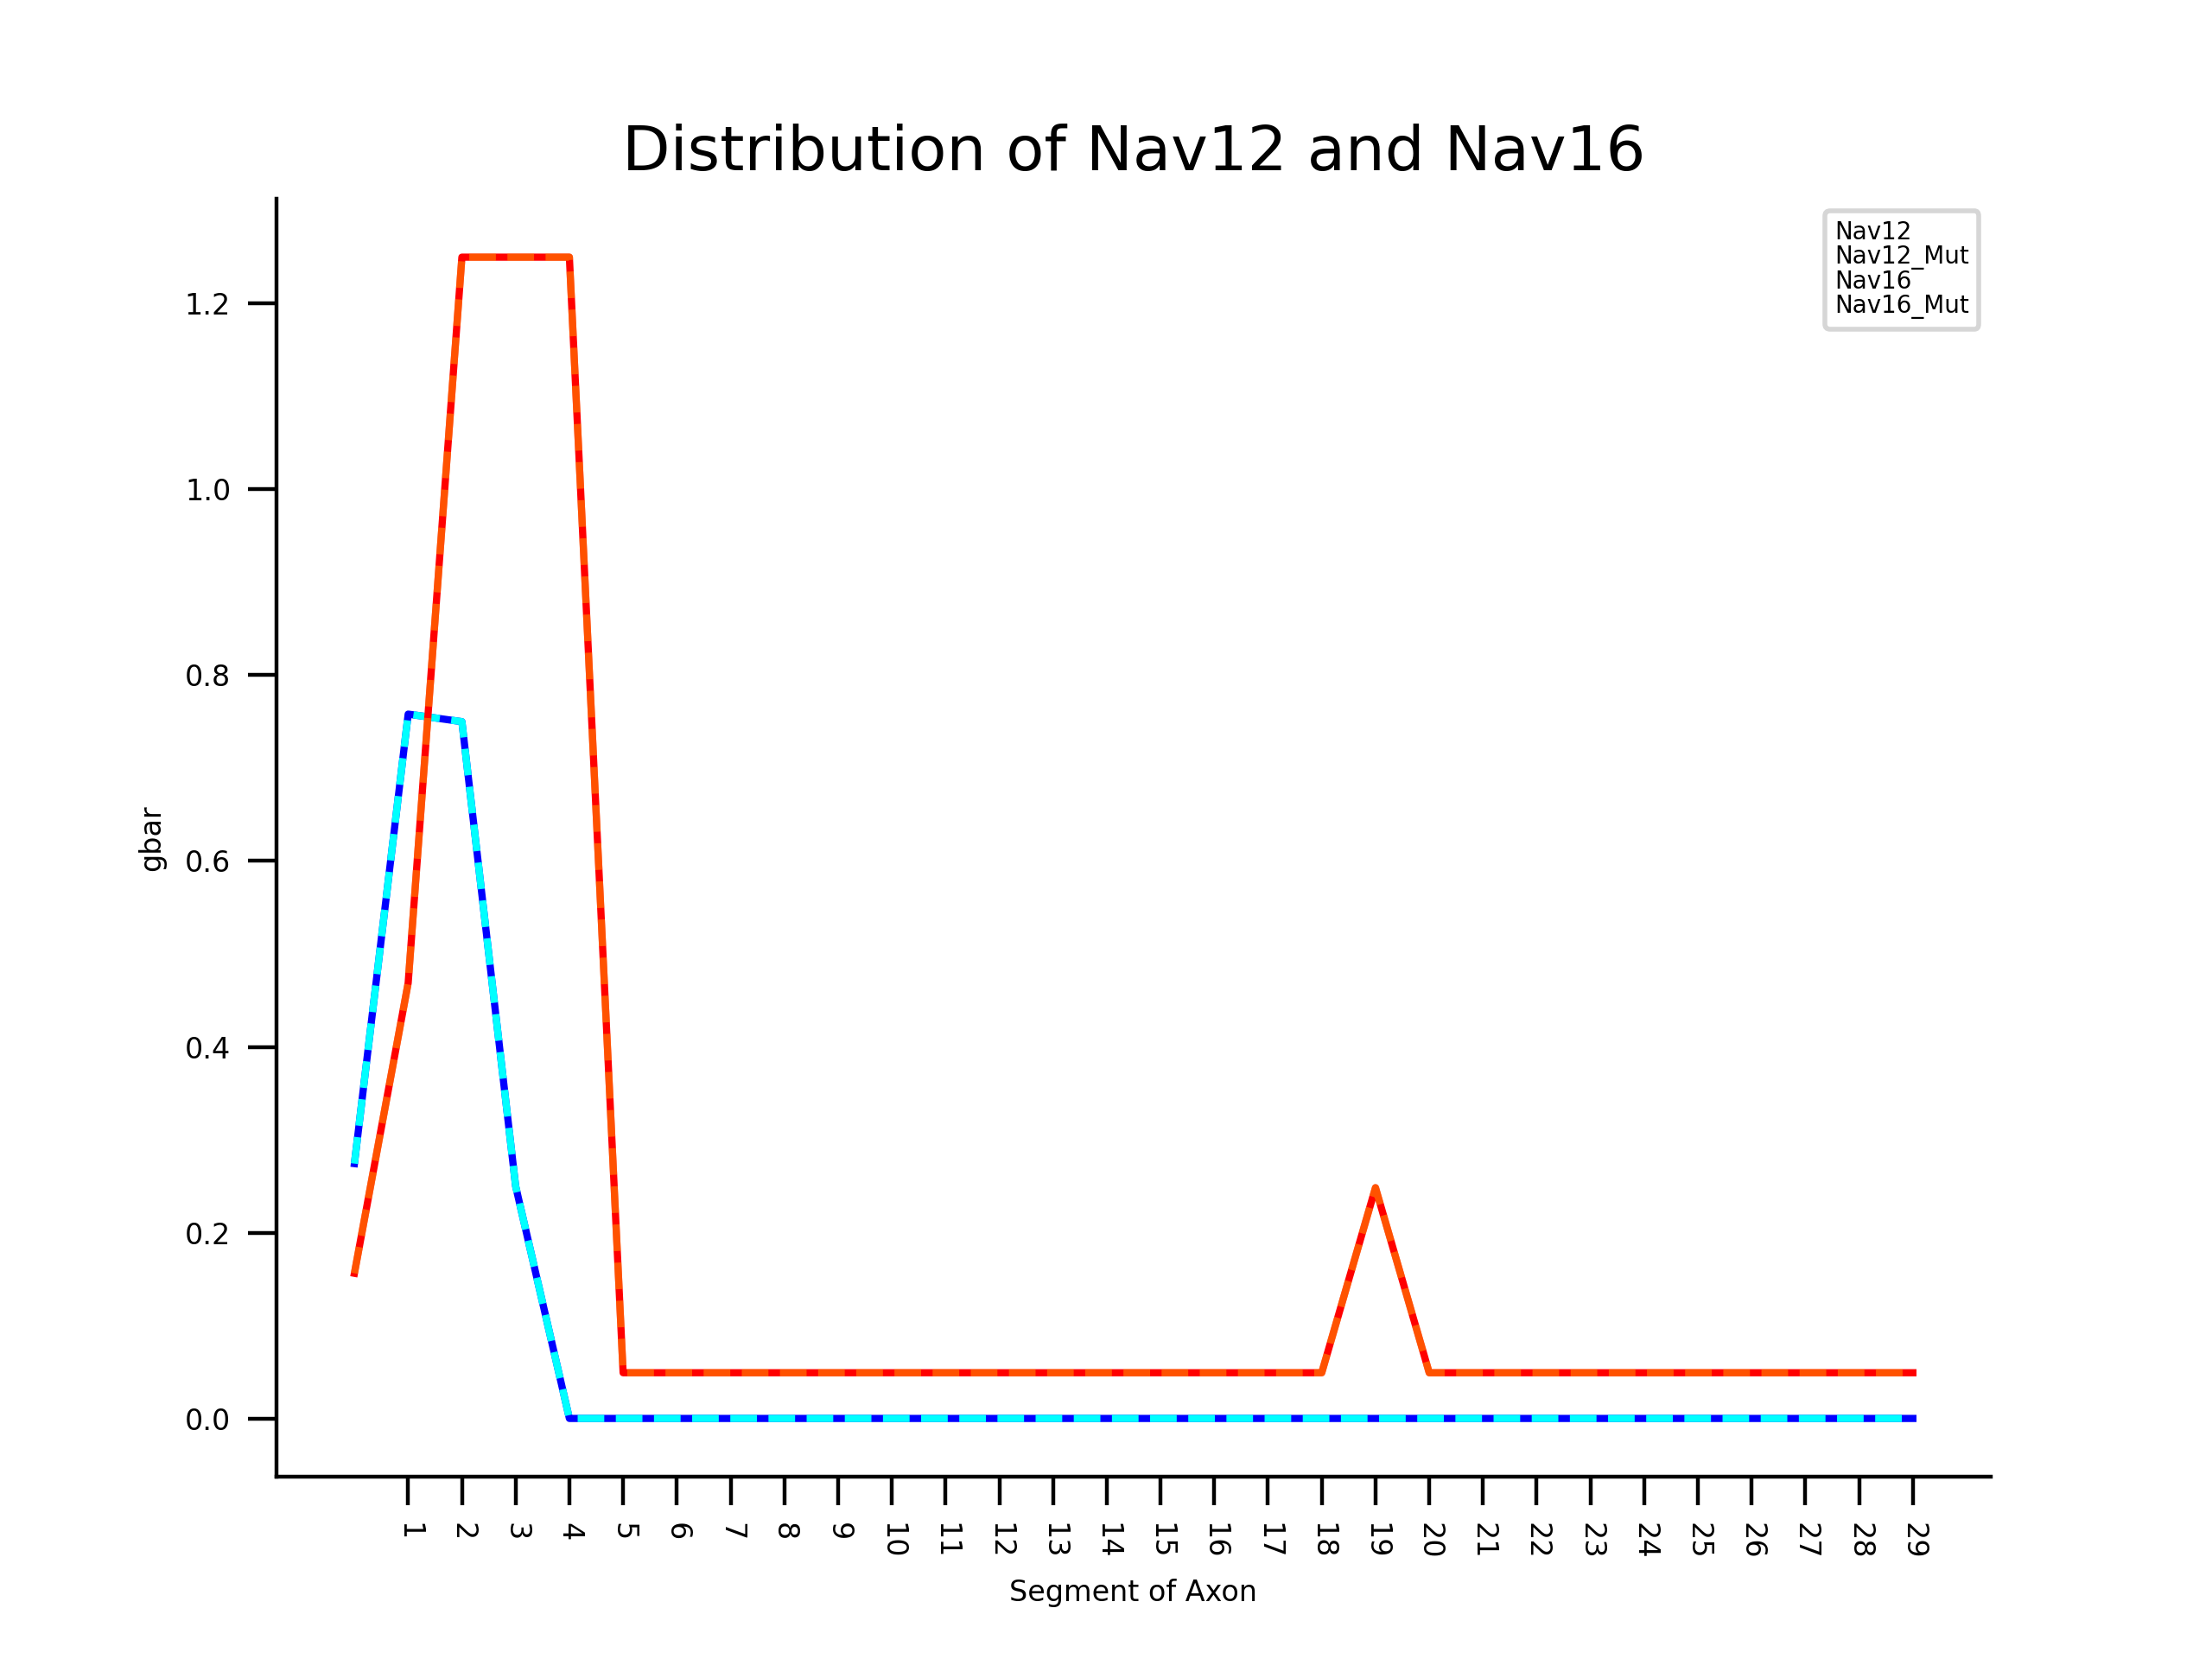 Distribution of Nav12 and Nav16
Nav12
Nav12_Mut
Nav16
Nav16_Mut
1.2
1.0
0.8
0.6
0.4
0.2
0.0
gbar
1 2 3 4 5 6 7 8 9 10 11 12 13 14 15 16 17 18 19 20 21 22 23 24 25 26 27 28 29
Segment of Axon